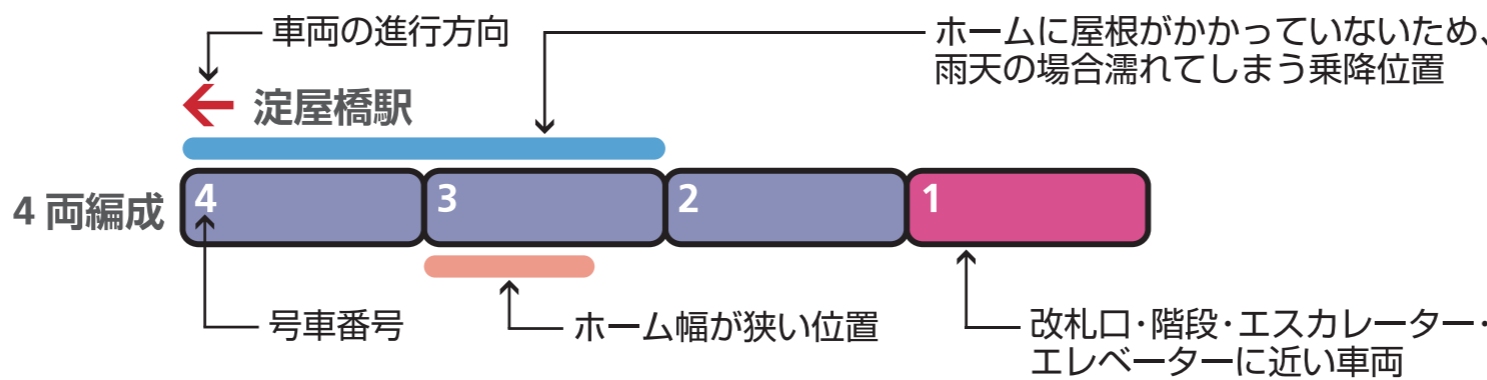 車両の進行方向
ホームに屋根がかかっていないため、
雨天の場合濡れてしまう乗降位置
淀屋橋駅
4 両編成
4
3
2
1
号車番号
ホーム幅が狭い位置
改札口・階段・エスカレーター・
エレベーターに近い車両